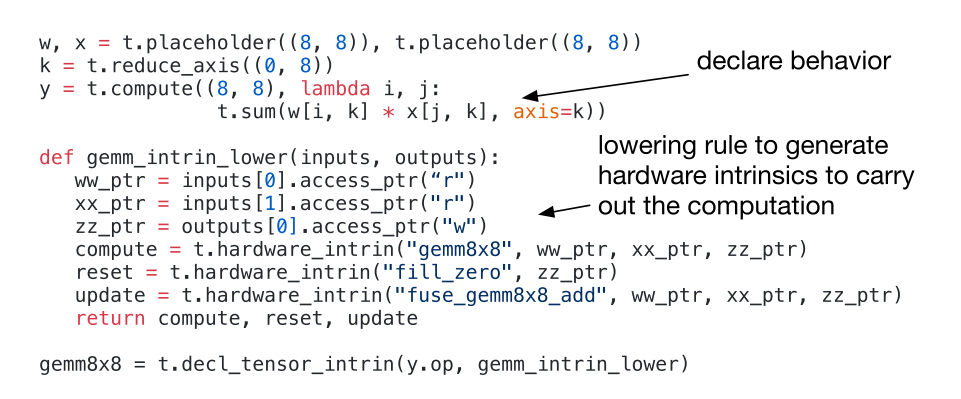 w, x = t.placeholder((8, 8)), t.placeholder((8, 8))
k = t.reduce_axis((0, 8))
y = t.compute((8, 8), lambda i, j:
               t.sum(w[i, k] * x[j, k], axis=k))
declare behavior
def gemm_intrin_lower(inputs, outputs):
   ww_ptr = inputs[0].access_ptr(“r")
   xx_ptr = inputs[1].access_ptr("r")
   zz_ptr = outputs[0].access_ptr("w")
   compute = t.hardware_intrin("gemm8x8", ww_ptr, xx_ptr, zz_ptr)
   reset = t.hardware_intrin("fill_zero", zz_ptr)
   update = t.hardware_intrin("fuse_gemm8x8_add", ww_ptr, xx_ptr, zz_ptr)
   return compute, reset, update
lowering rule to generate
hardware intrinsics to carry
out the computation
gemm8x8 = t.decl_tensor_intrin(y.op, gemm_intrin_lower)